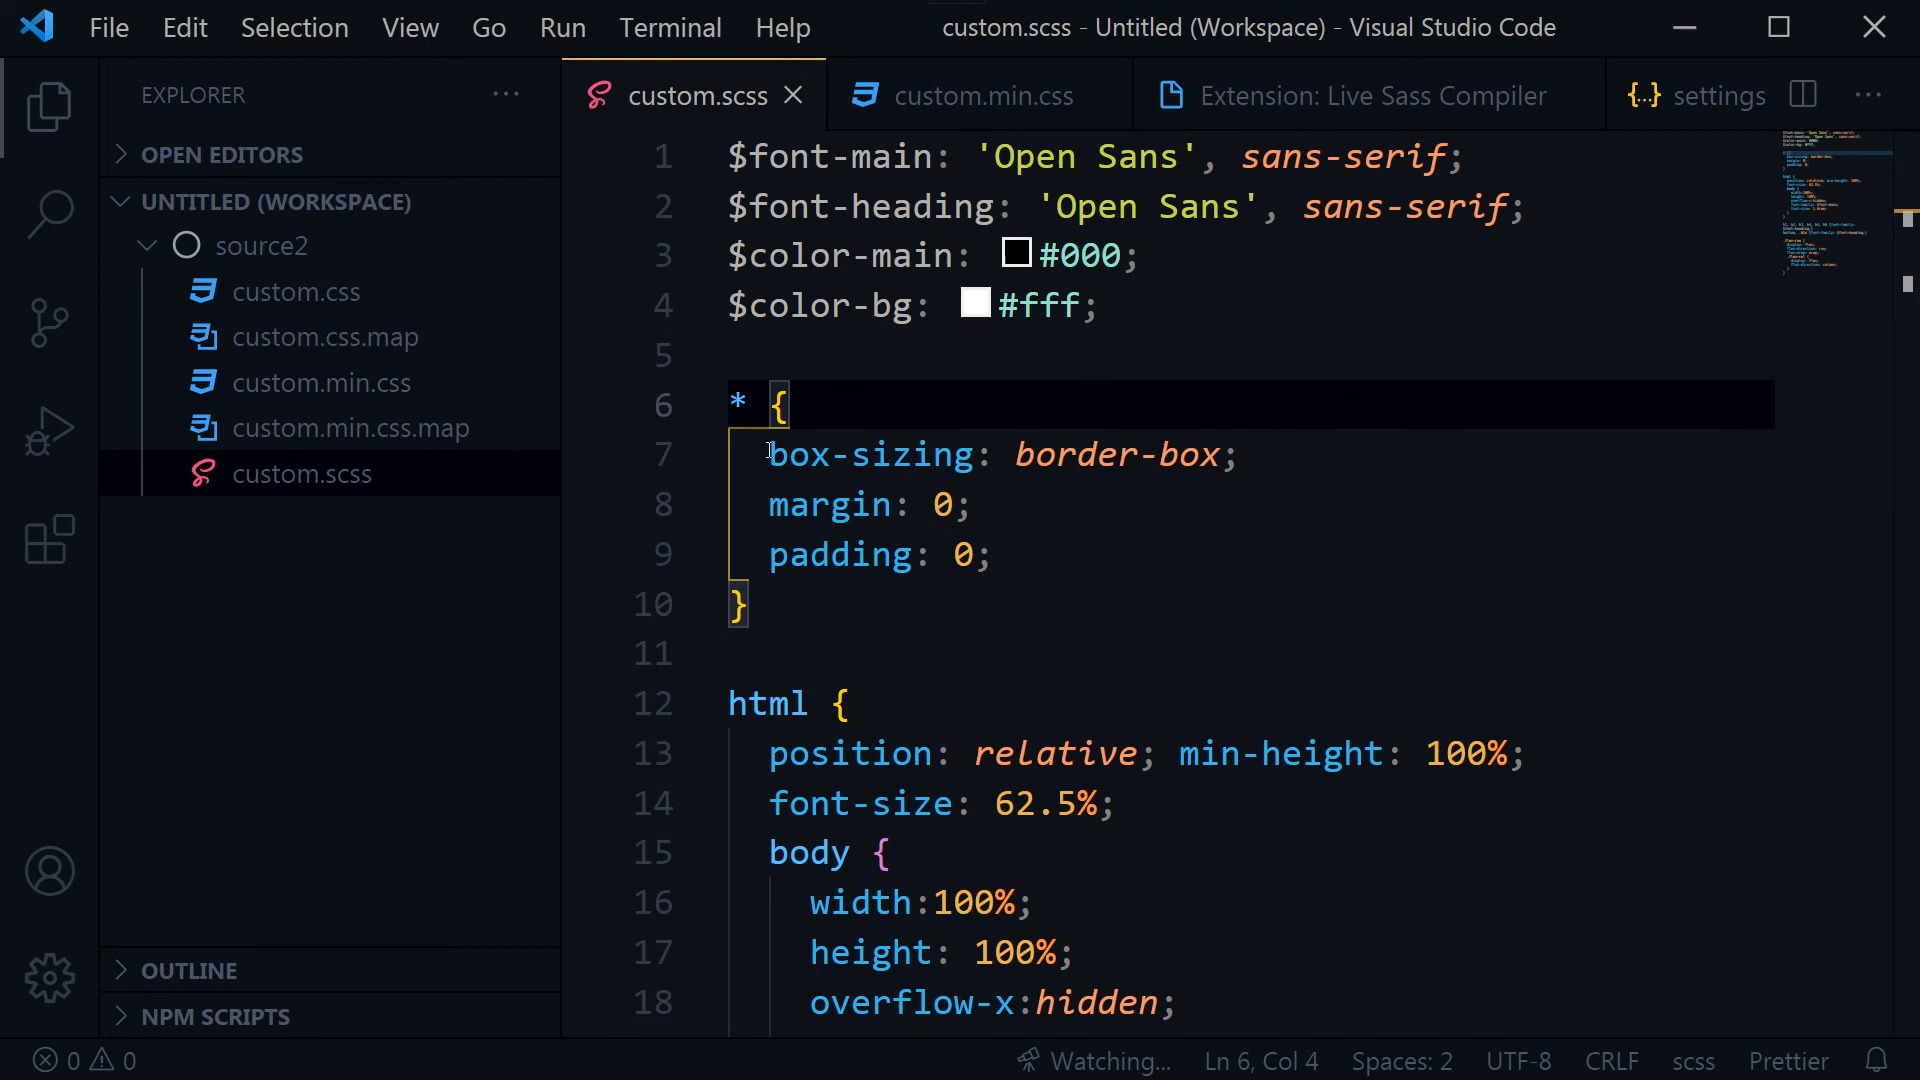 File Edit Selection View Go Run Terminal Help custom.scss - Untitled (Workspace) - Visual Studio Code
EXPLORER ···
custom.scss custom.min.css Extension: Live Sass Compiler {..} settings ···
OPEN EDITORS
UNTITLED (WORKSPACE)
source2
custom.css
custom.css.map
custom.min.css
custom.min.css.map
custom.scss
OUTLINE
NPM SCRIPTS
1 $font-main: 'Open Sans', sans-serif;
2 $font-heading: 'Open Sans', sans-serif;
3 $color-main: #000;
4 $color-bg: #fff;
5
6 * {
7 box-sizing: border-box;
8 margin: 0;
9 padding: 0;
10 }
11
12 html {
13 position: relative; min-height: 100%;
14 font-size: 62.5%;
15 body {
16 width:100%;
17 height: 100%;
18 overflow-x:hidden;
0 0 Watching... Ln 6, Col 4 Spaces: 2 UTF-8 CRLF scss Prettier